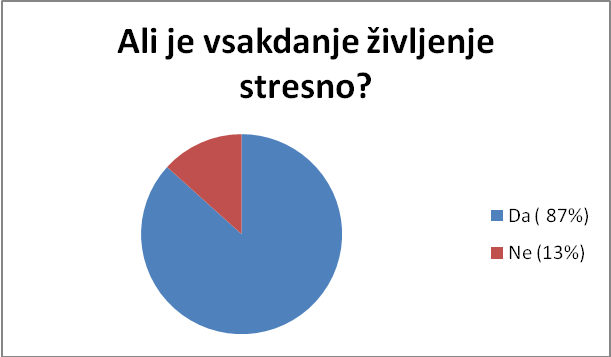 Ali je vsakdanje življenje
stresno?
Da ( 87%)
Ne (13%)